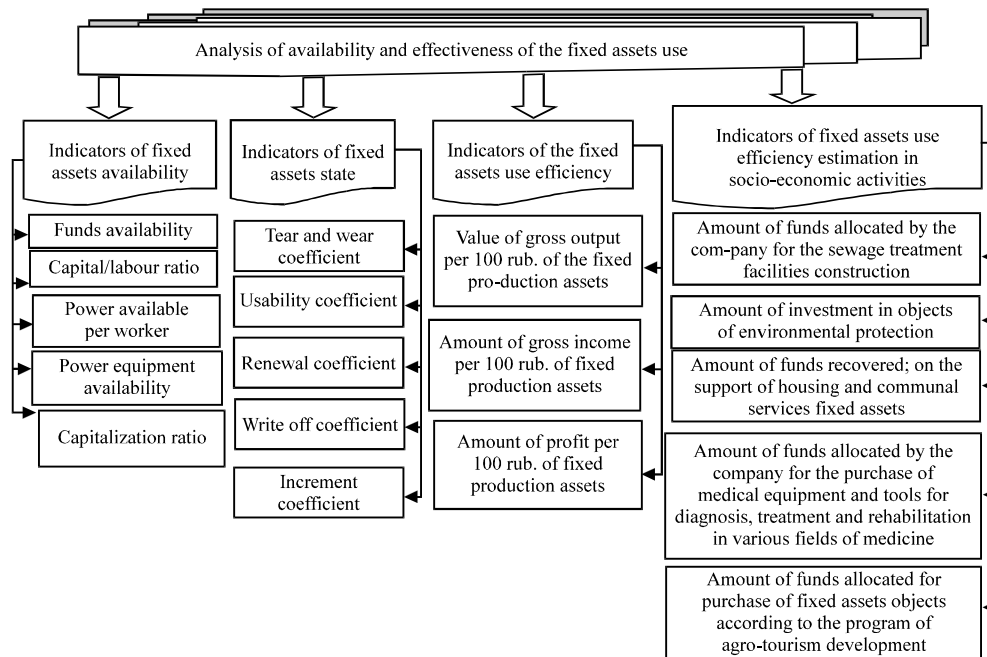 Analysis of availability and effectiveness of the fixed assets use
Indicators of fixed
assets availability
Funds availability
Capital/labour ratio
Power available
per worker
Power equipment
availability
Capitalization ratio
Indicators of fixed
assets state
Tear and wear
coefficient
Usability coefficient
Renewal coefficient
Write off coefficient
Increment
coefficient
Indicators of the fixed
assets use efficiency
Value of gross output
per 100 rub. of the fixed
pro-duction assets
Amount of gross income
per 100 rub. of fixed
production assets
Amount of profit per
100 rub. of fixed
production assets
Indicators of fixed assets use
efficiency estimation in
socio-economic activities
Amount of funds allocated by the
com-pany for the sewage treatment
facilities construction
Amount of investment in objects
of environmental protection
Amount of funds recovered; on the
support of housing and communal
services fixed assets
Amount of funds allocated by the
company for the purchase of
medical equipment and tools for
diagnosis, treatment and rehabilitation
in various fields of medicine
Amount of funds allocated for
purchase of fixed assets objects
according to the program of
agro-tourism development